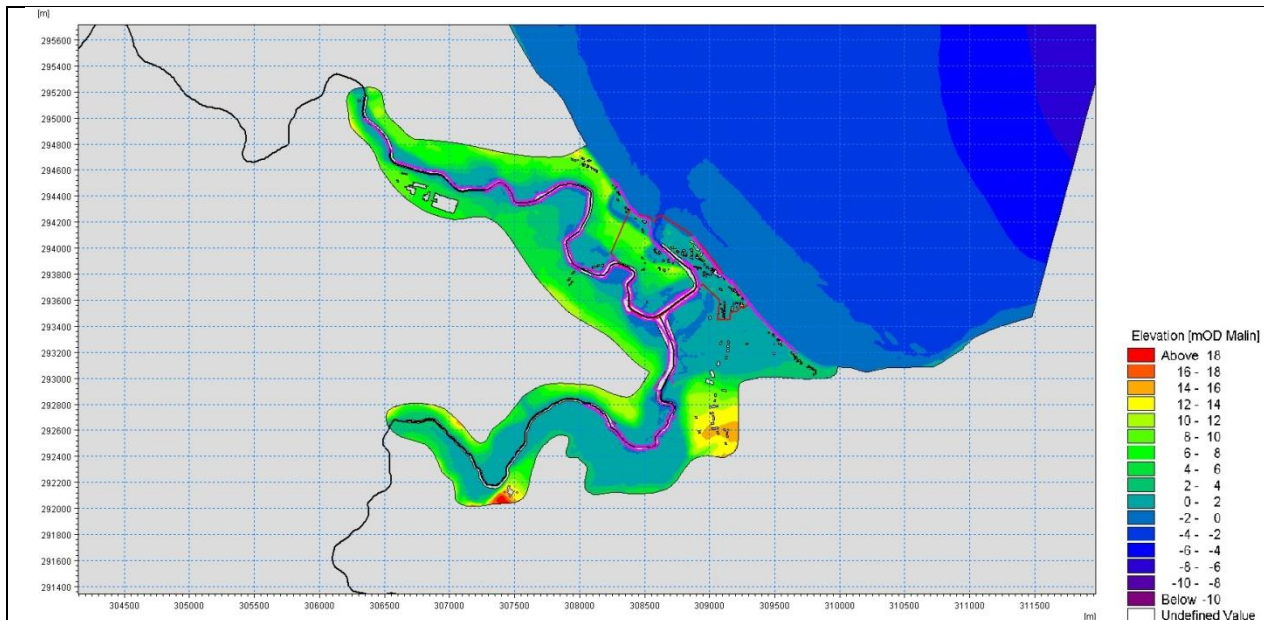 [m]
295600
295400
295200
295000
294800
294600
294400
294200
294000
293800
293600
293400
293200
293000
292800
292600
292400
292200
292000
291800
291600
291400
304500 305000 305500 306000 306500 307000 307500 308000 308500 309000 309500 310000 310500 311000 311500
[m]
Elevation [mOD Malin]
Above 18
16 - 18
14 - 16
12 - 14
10 - 12
8 - 10
6 - 8
4 - 6
2 - 4
0 - 2
-2 - 0
-4 - -2
-6 - -4
-8 - -6
-10 - -8
Below -10
Undefined Value